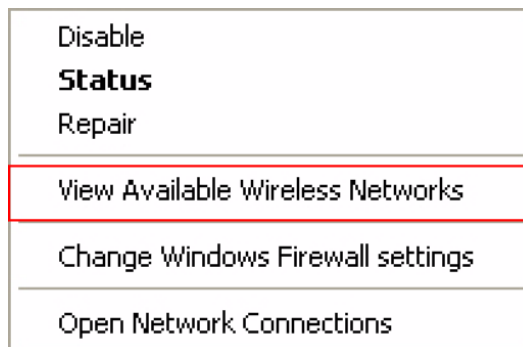 Disable
Status
Repair
View Available Wireless Networks
Change Windows Firewall settings
Open Network Connections